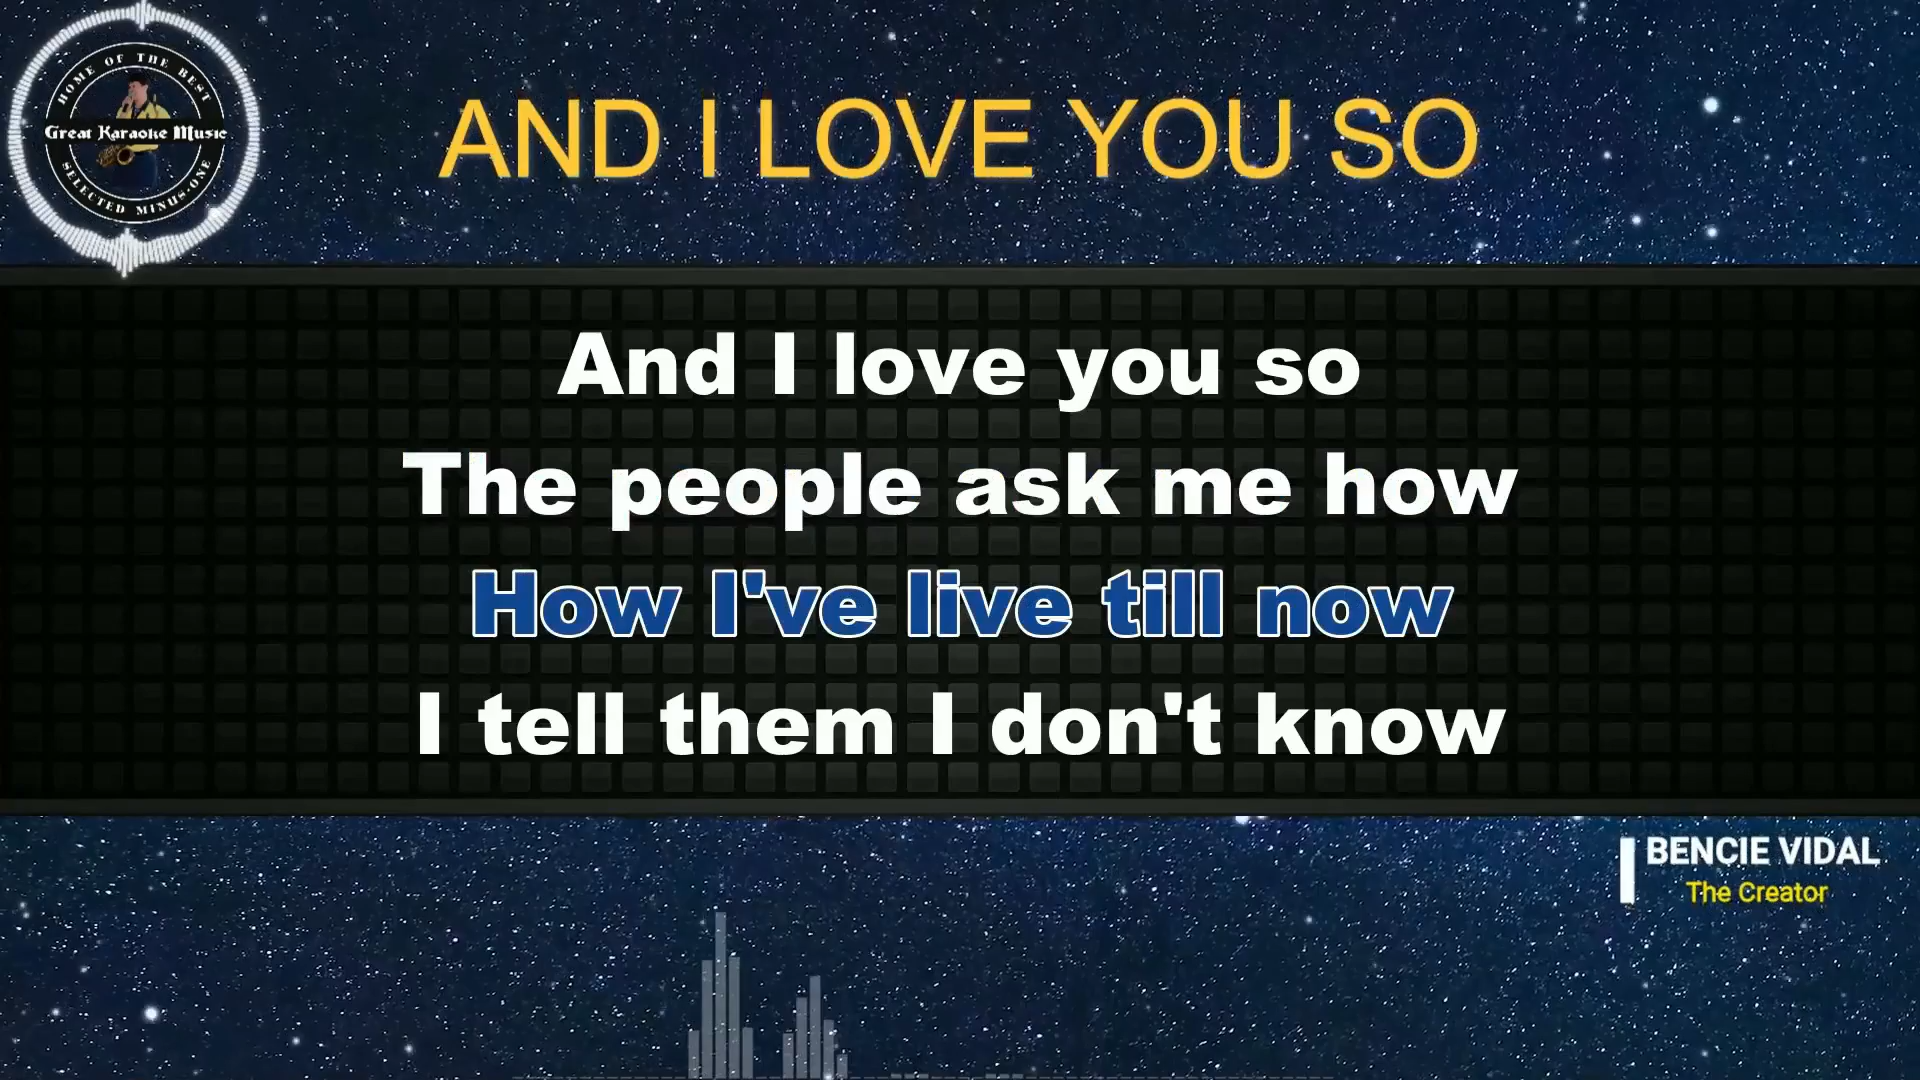 HOME OF THE BEST
Great Karaoke Music
SELECTED MINUS-ONE
AND I LOVE YOU SO
And I love you so
The people ask me how
How I've live till now
I tell them I don't know
BENCIE VIDAL
The Creator